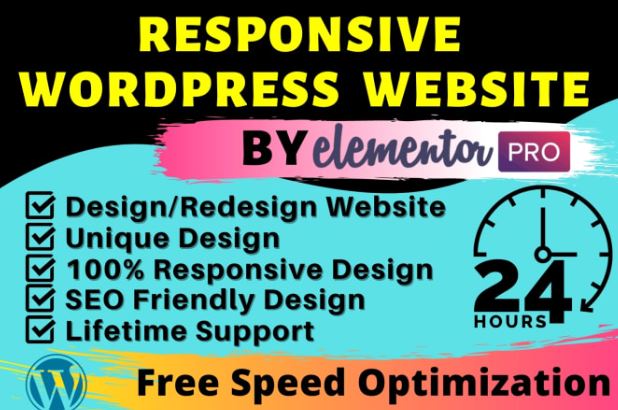 RESPONSIVE
WORDPRESS WEBSITE
BY elementor PRO
Design/Redesign Website
Unique Design
100% Responsive Design
SEO Friendly Design
Lifetime Support
24
HOURS
Free Speed Optimization